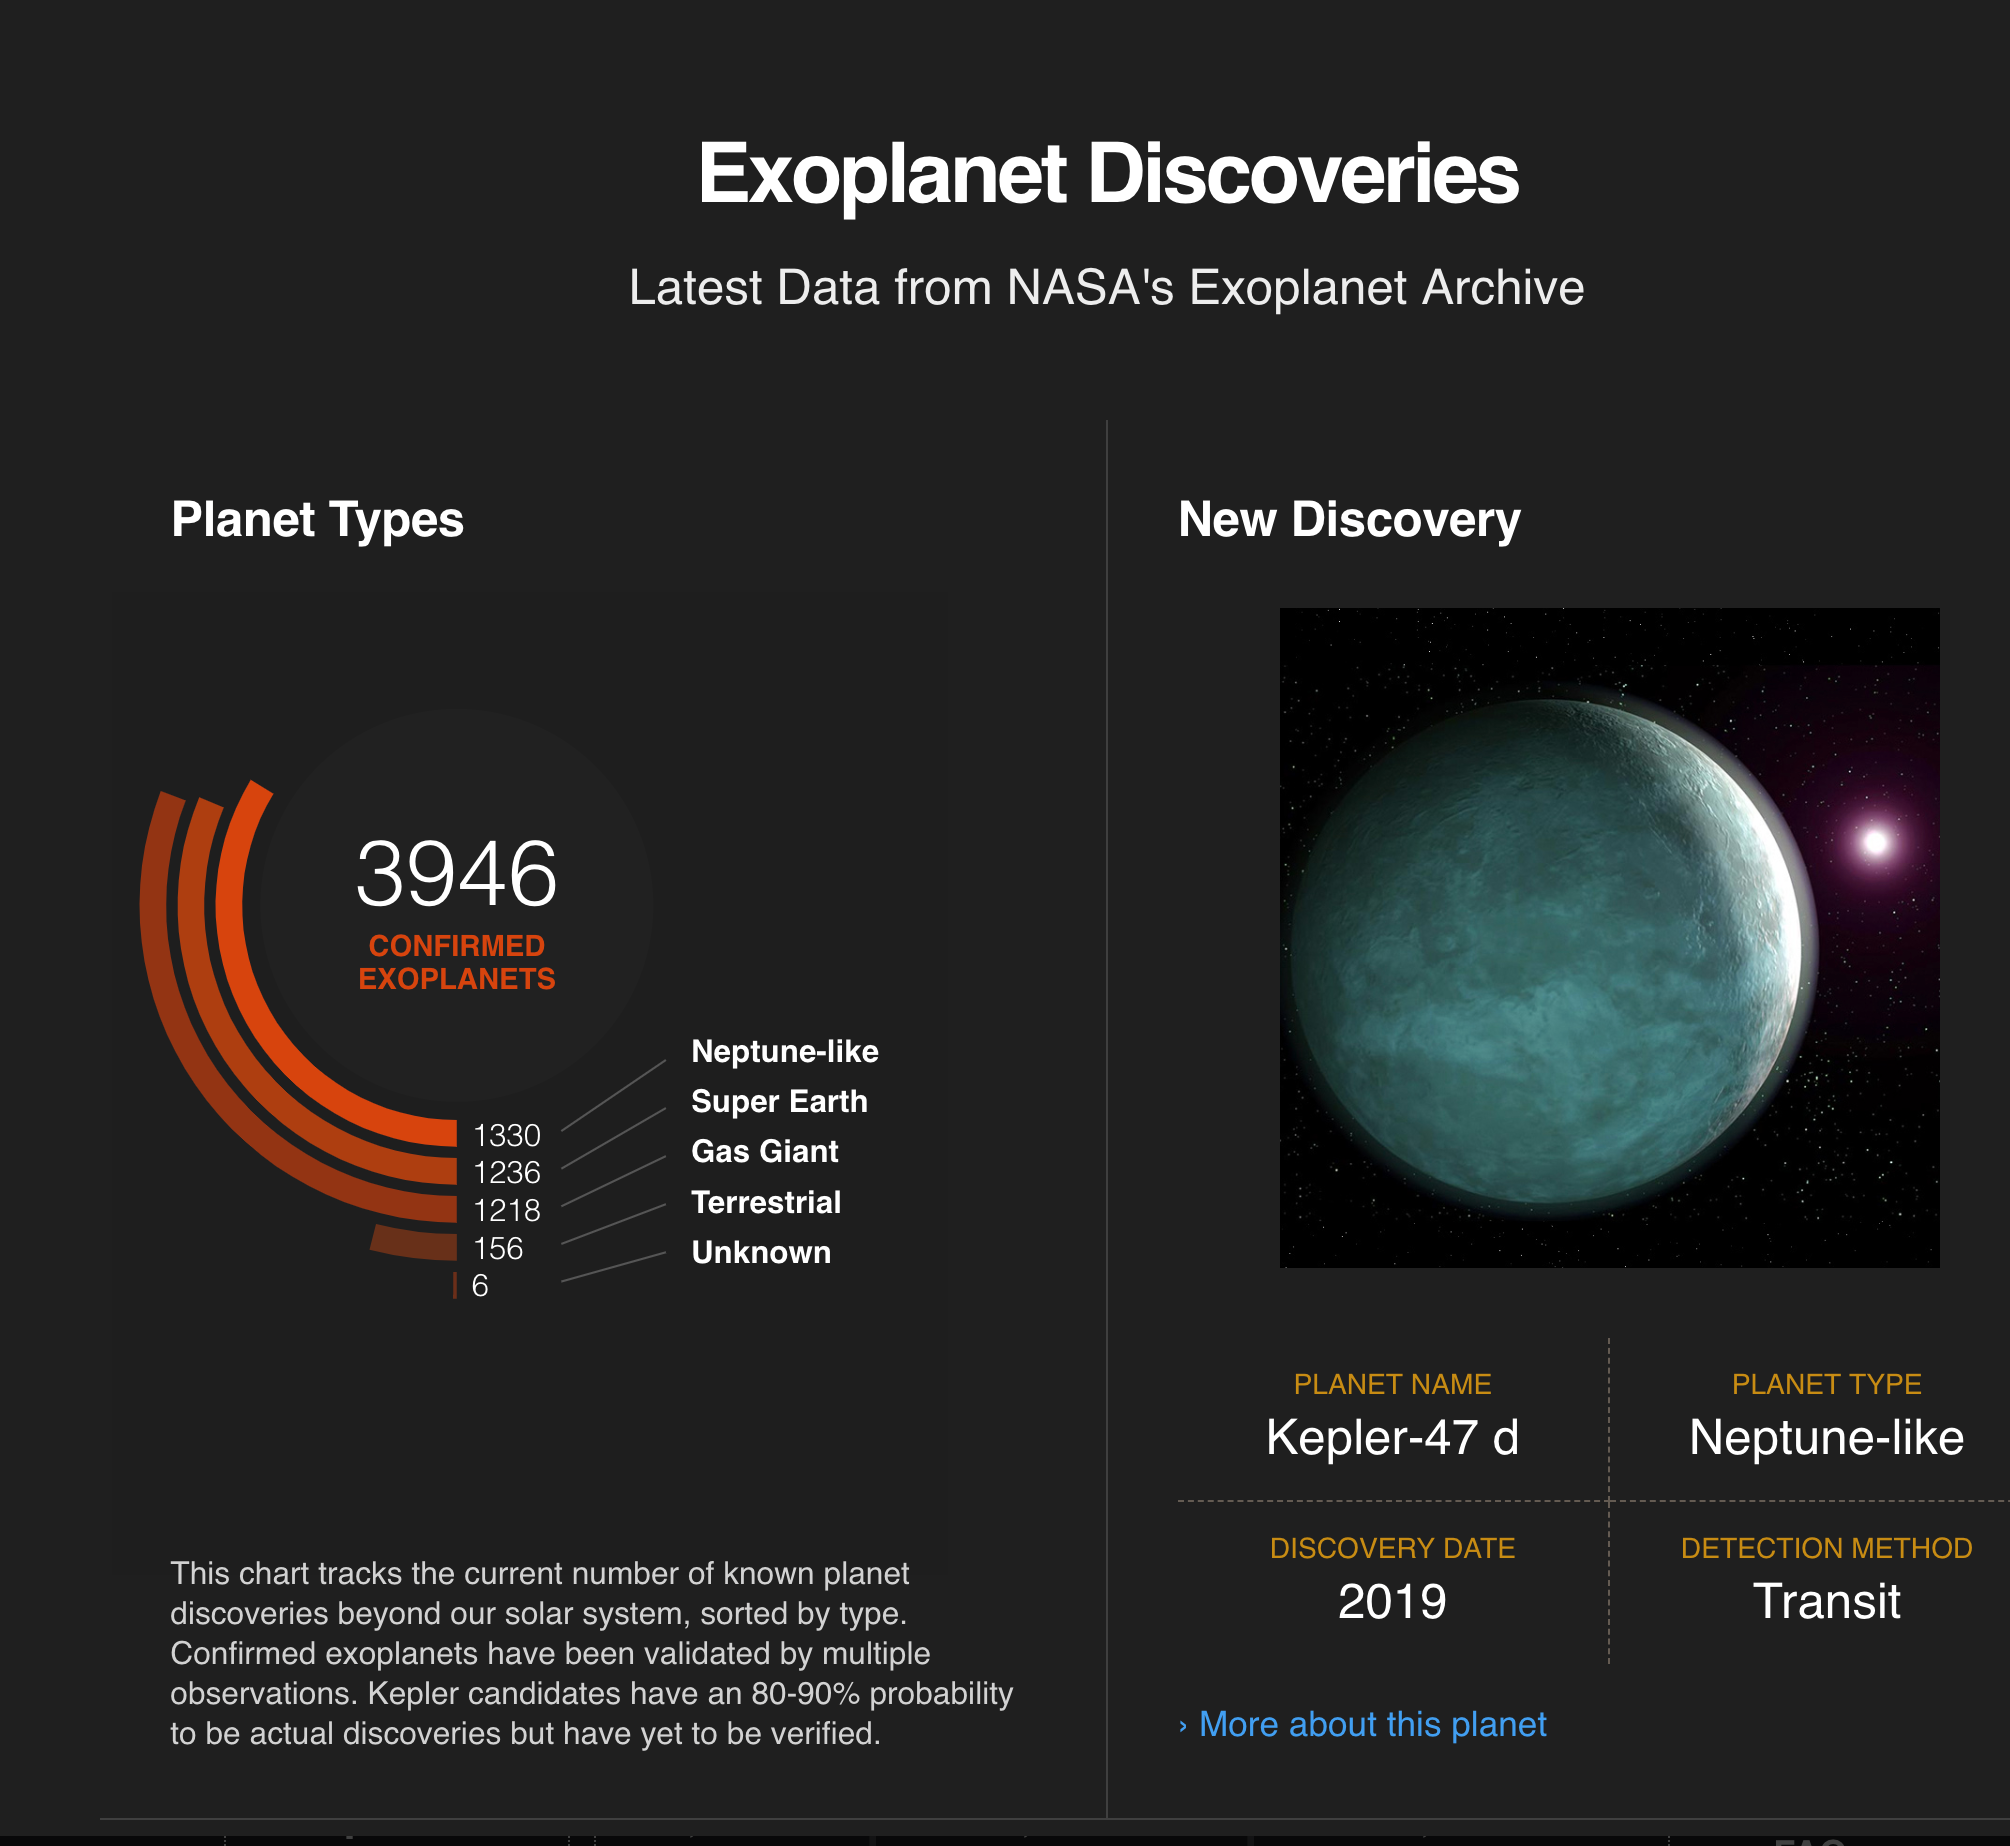 Exoplanet Discoveries
Latest Data from NASA's Exoplanet Archive
Planet Types
3946
CONFIRMED
EXOPLANETS
1330 Neptune-like
1236 Super Earth
1218 Gas Giant
156 Terrestrial
6 Unknown
This chart tracks the current number of known planet
discoveries beyond our solar system, sorted by type.
Confirmed exoplanets have been validated by multiple
observations. Kepler candidates have an 80-90% probability
to be actual discoveries but have yet to be verified.
New Discovery
PLANET NAME
Kepler-47 d
PLANET TYPE
Neptune-like
DISCOVERY DATE
2019
DETECTION METHOD
Transit
› More about this planet